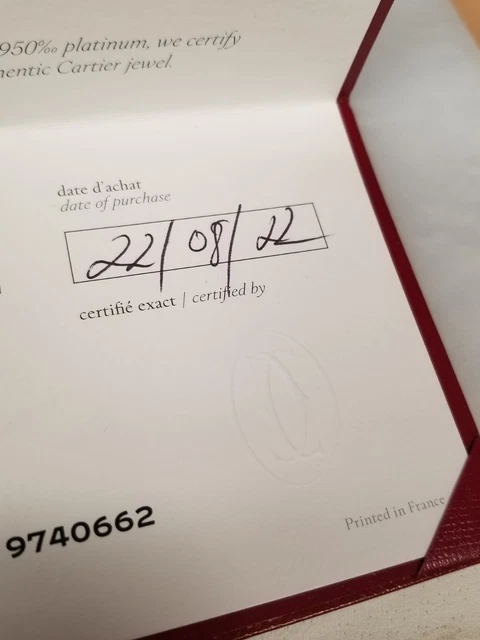 950‰ platinum, we certify
hentic Cartier jewel.
date d'achat
date of purchase
22/08/22
certifié exact | certified by
9740662
Printed in France